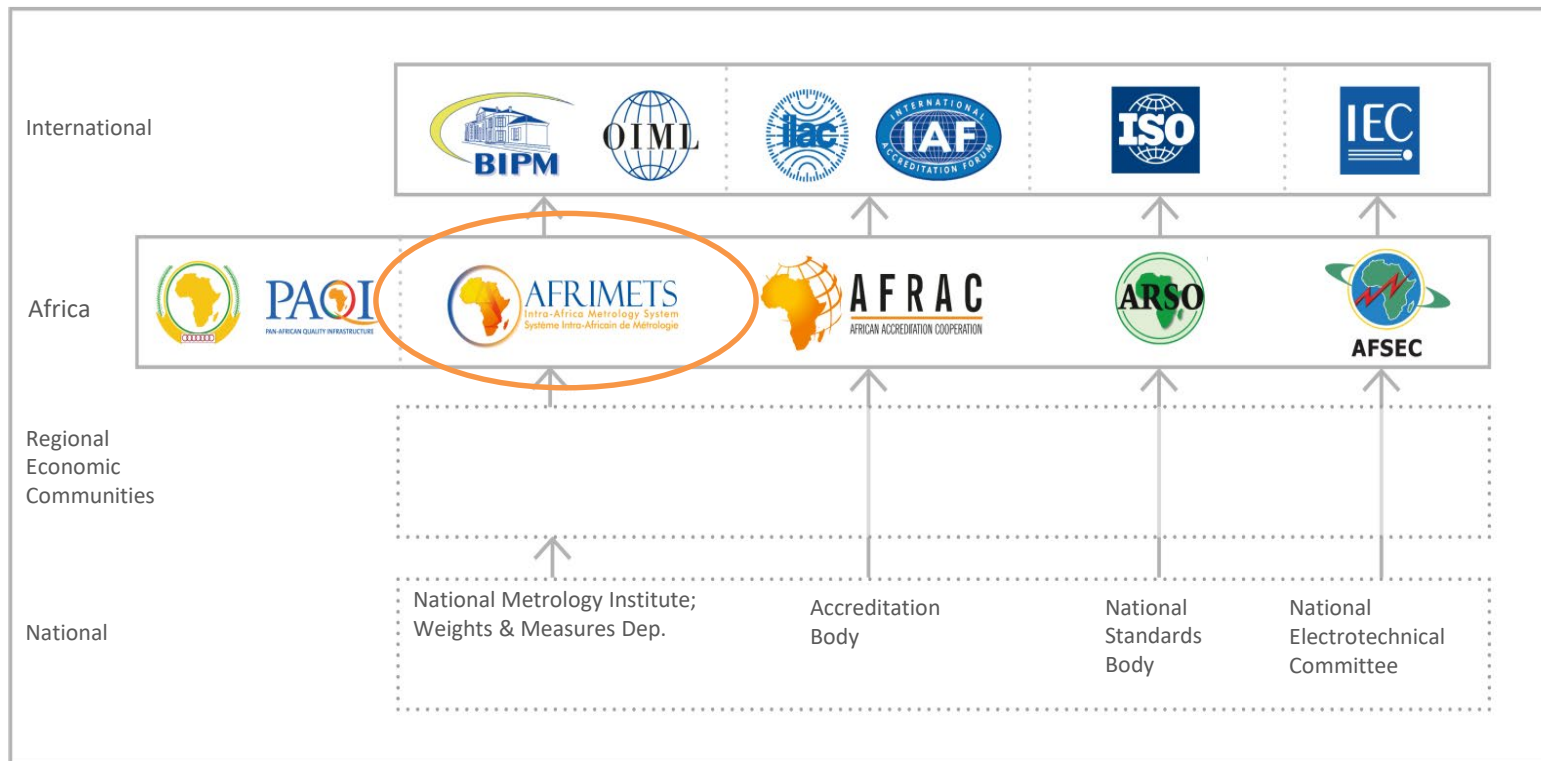 International
BIPM
OIML
ilac
INTERNATIONAL
IAF
ACCREDITATION FORUM
ISO
IEC
Africa
PAQI
PAN-AFRICAN QUALITY INFRASTRUCTURE
AFRIMETS
Intra-Africa Metrology System
Système Intra-Africain de Métrologie
AFRAC
AFRICAN ACCREDITATION COOPERATION
ARSO
AFSEC
Regional
Economic
Communities
National
National Metrology Institute;
Weights & Measures Dep.
Accreditation
Body
National
Standards
Body
National
Electrotechnical
Committee